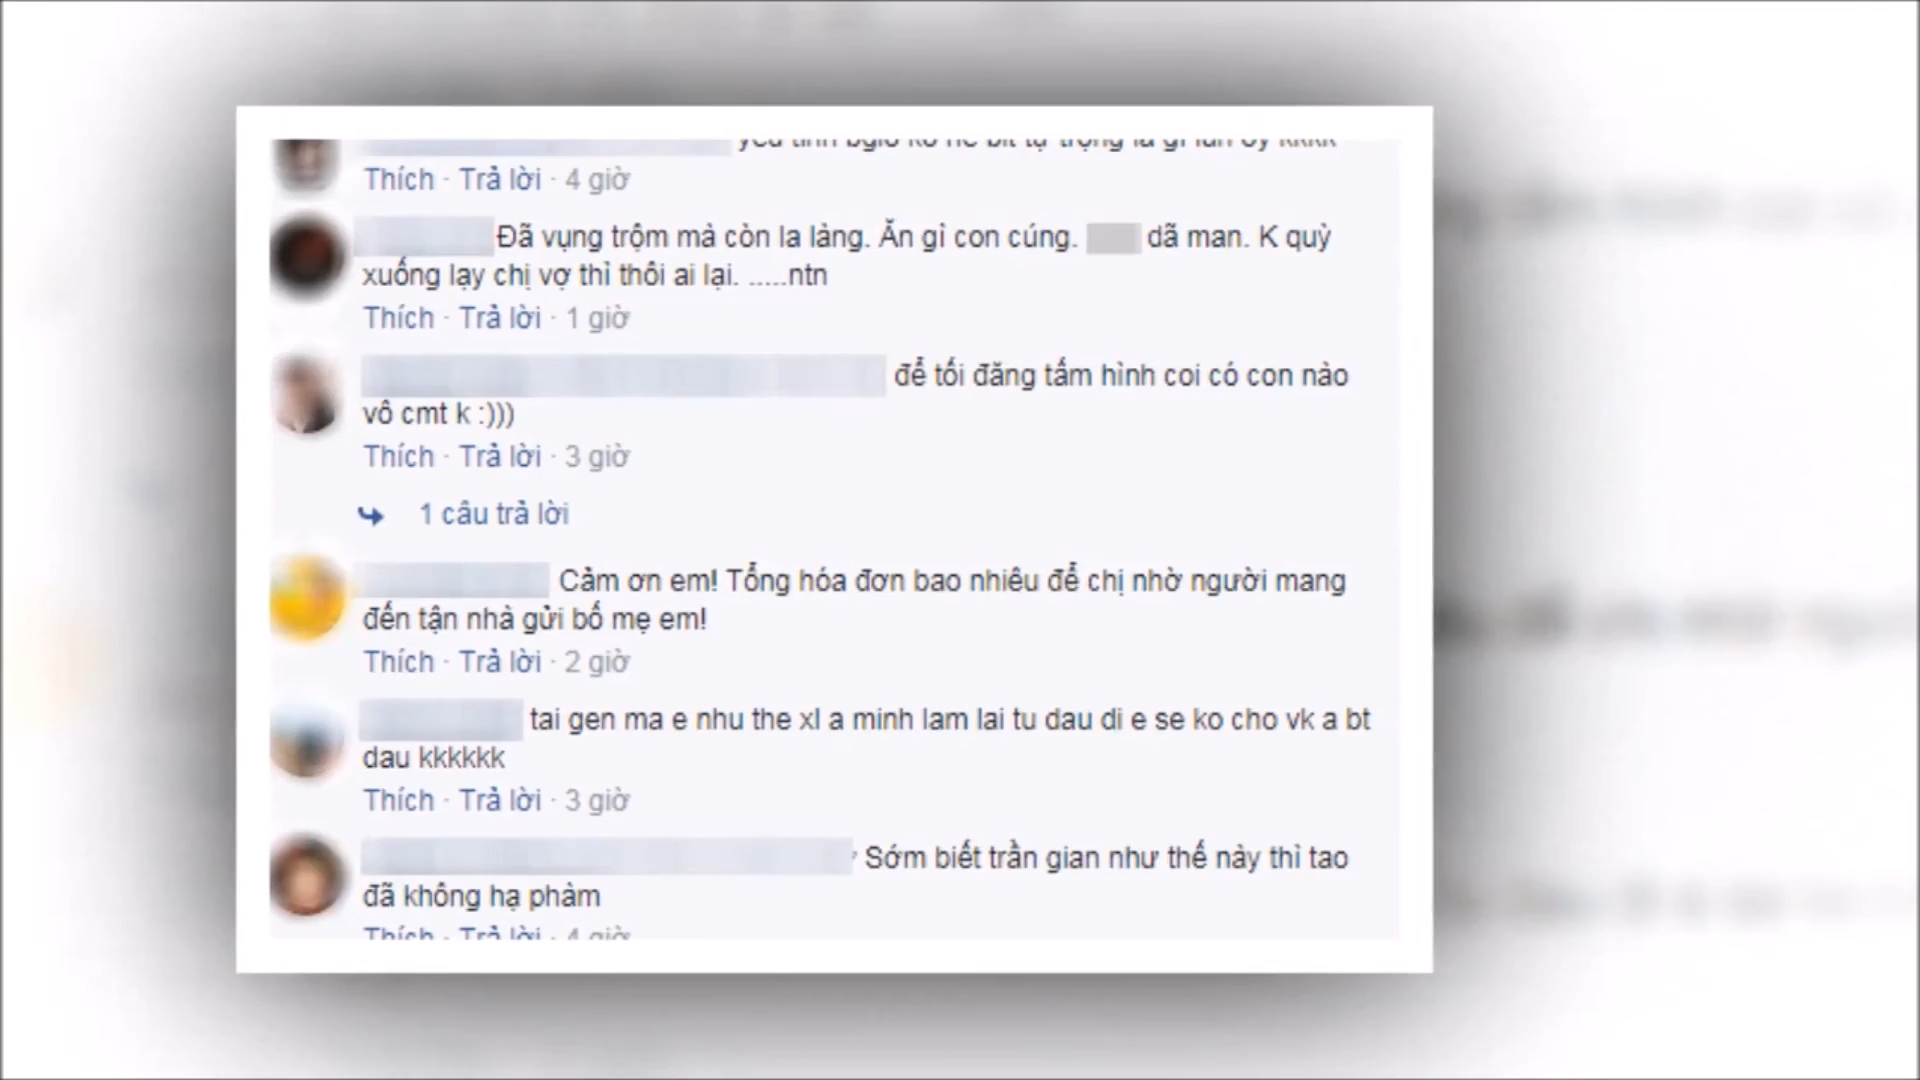 Thích · Trả lời · 4 giờ
Đã vụng trộm mà còn la làng. Ăn gì con cúng. dã man. K quỳ
xuống lạy chị vợ thì thôi ai lại. .....ntn
Thích · Trả lời · 1 giờ
để tối đăng tấm hình coi có con nào
vô cmt k :)))
Thích · Trả lời · 3 giờ
1 câu trả lời
Cảm ơn em! Tổng hóa đơn bao nhiêu để chị nhờ người mang
đến tận nhà gửi bố mẹ em!
Thích · Trả lời · 2 giờ
tai gen ma e nhu the xl a minh lam lai tu dau di e se ko cho vk a bt
dau kkkkkk
Thích · Trả lời · 3 giờ
Sớm biết trần gian như thế này thì tao
đã không hạ phàm
Thích · Trả lời · 4 giờ